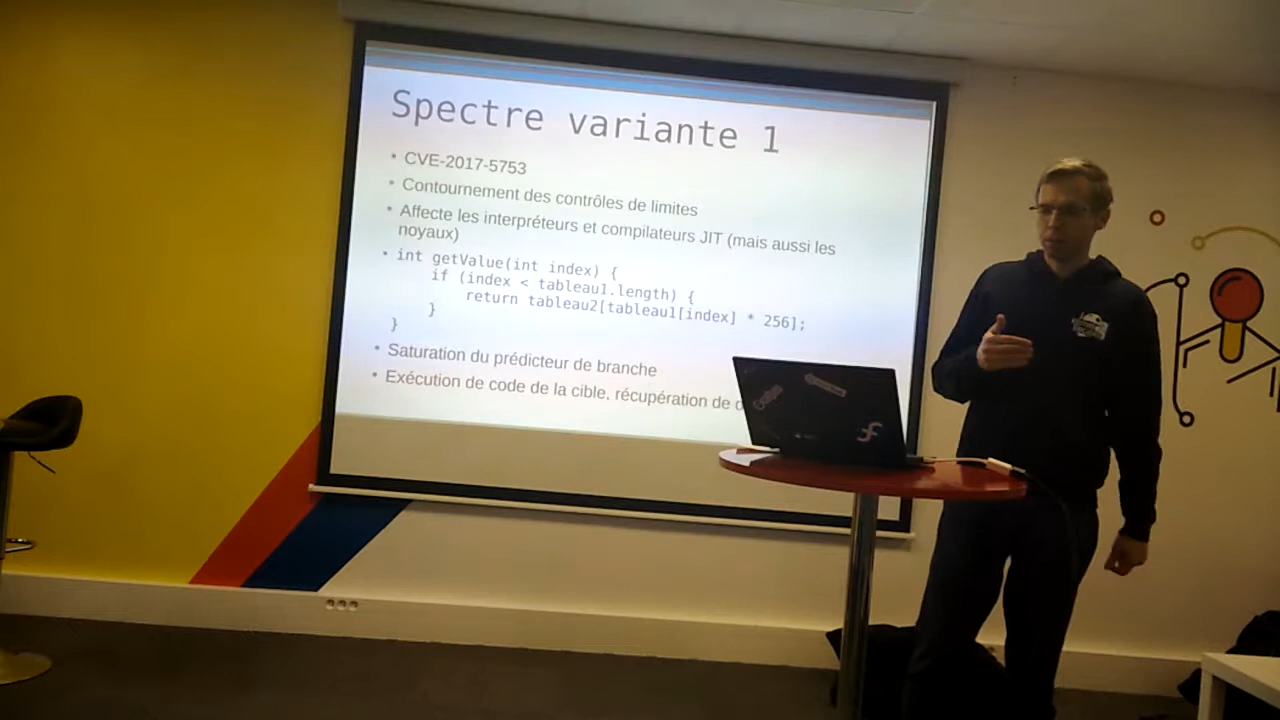 Spectre variante 1
• CVE-2017-5753
• Contournement des contrôles de limites
• Affecte les interpréteurs et compilateurs JIT (mais aussi les
noyaux)
• int getValue(int index) {
if (index < tableau1.length) {
return tableau2[tableau1[index] * 256];
}
}
• Saturation du prédicteur de branche
• Exécution de code de la cible, récupération de